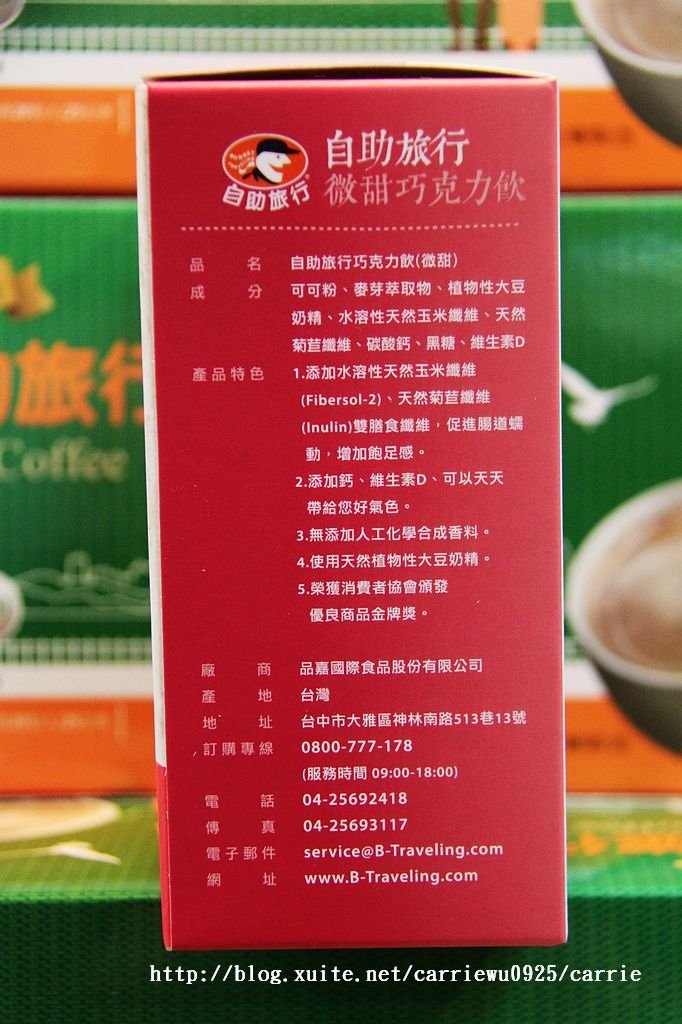 自助旅行
自助旅行
微甜巧克力飲
品 名 自助旅行巧克力飲(微甜)
成 分 可可粉、麥芽萃取物、植物性大豆
奶精、水溶性天然玉米纖維、天然
菊苣纖維、碳酸鈣、黑糖、維生素D
產品特色 1.添加水溶性天然玉米纖維
(Fibersol-2)、天然菊苣纖維
(Inulin)雙膳食纖維，促進腸道蠕
動，增加飽足感。
2.添加鈣、維生素D、可以天天
帶給您好氣色。
3.無添加人工化學合成香料。
4.使用天然植物性大豆奶精。
5.榮獲消費者協會頒發
優良商品金牌獎。
廠 商 品嘉國際食品股份有限公司
產 地 台灣
地 址 台中市大雅區神林南路513巷13號
訂購專線 0800-777-178
(服務時間 09:00-18:00)
電 話 04-25692418
傳 真 04-25693117
電子郵件 service@B-Traveling.com
網 址 www.B-Traveling.com
助旅行
Coffee
http://blog.xuite.net/carriewu0925/carrie